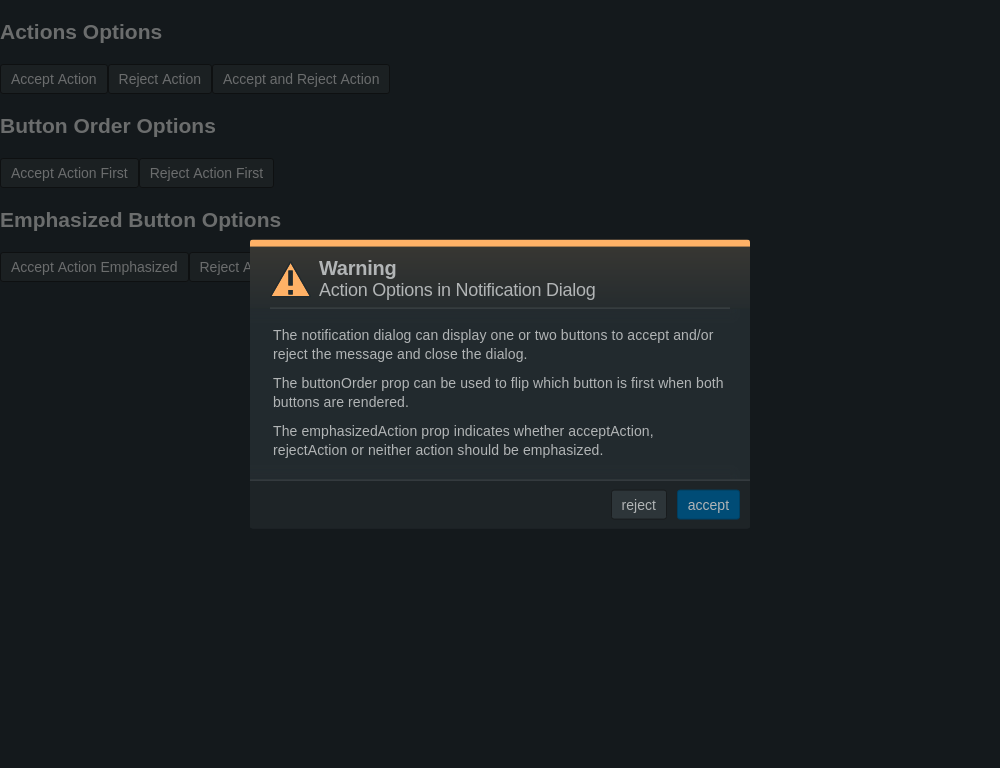 Actions Options
Accept Action Reject Action Accept and Reject Action
Button Order Options
Accept Action First Reject Action First
Emphasized Button Options
Accept Action Emphasized Reject
Warning
Action Options in Notification Dialog
The notification dialog can display one or two buttons to accept and/or
reject the message and close the dialog.
The buttonOrder prop can be used to flip which button is first when both
buttons are rendered.
The emphasizedAction prop indicates whether acceptAction,
rejectAction or neither action should be emphasized.
reject accept